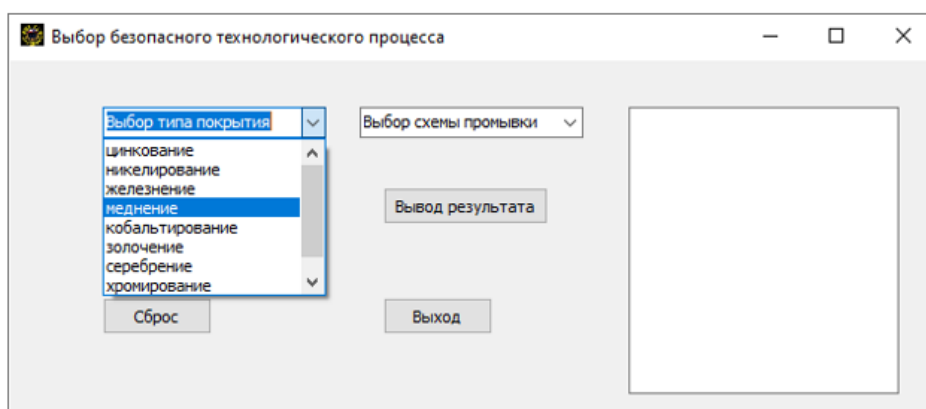 Выбор безопасного технологического процесса
Выбор типа покрытия
Выбор схемы промывки
цинкование
никелирование
железнение
меднение
кобальтирование
золочение
серебрение
хромирование
Вывод результата
Сброс
Выход